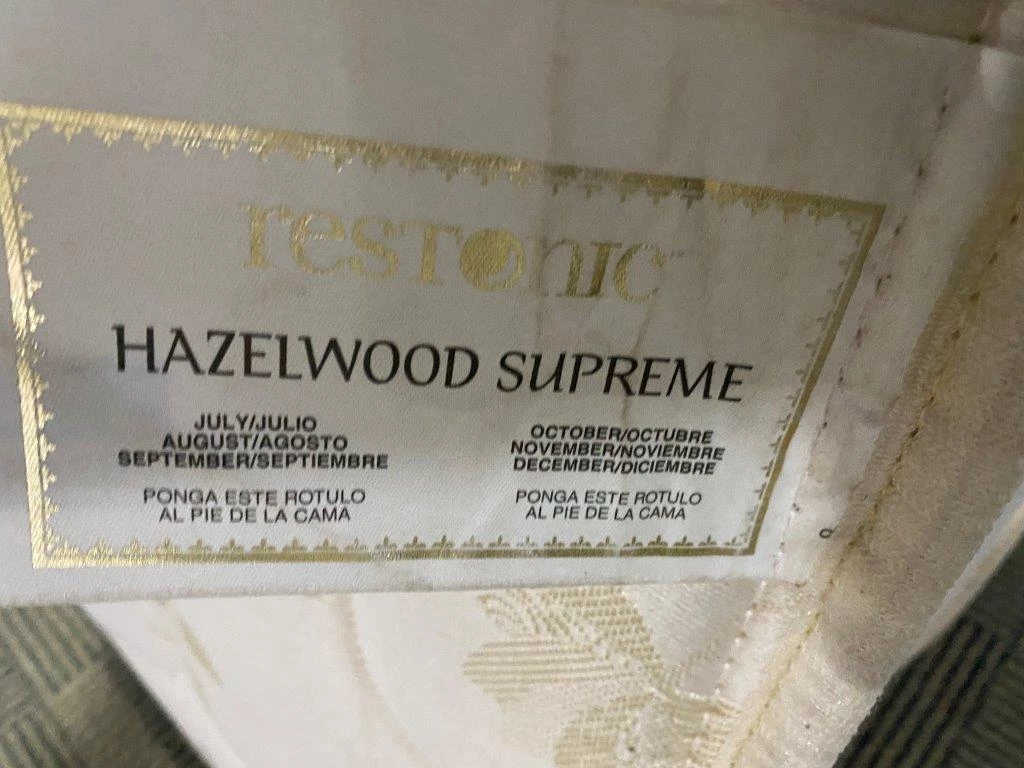 restonic
HAZELWOOD SUPREME
JULY/JULIO
AUGUST/AGOSTO
SEPTEMBER/SEPTIEMBRE
PONGA ESTE ROTULO
AL PIE DE LA CAMA
OCTOBER/OCTUBRE
NOVEMBER/NOVIEMBRE
DECEMBER/DICIEMBRE
PONGA ESTE ROTULO
AL PIE DE LA CAMA